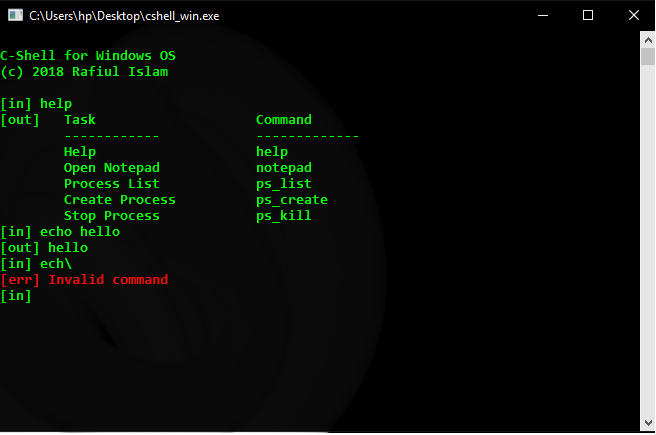 C:\Users\hp\Desktop\cshell_win.exe
C-Shell for Windows OS
(c) 2018 Rafiul Islam
[in] help
[out]   Task                    Command
        ------------            -------------
        Help                    help
        Open Notepad            notepad
        Process List            ps_list
        Create Process          ps_create
        Stop Process            ps_kill
[in] echo hello
[out] hello
[in] ech\
[err] Invalid command
[in]